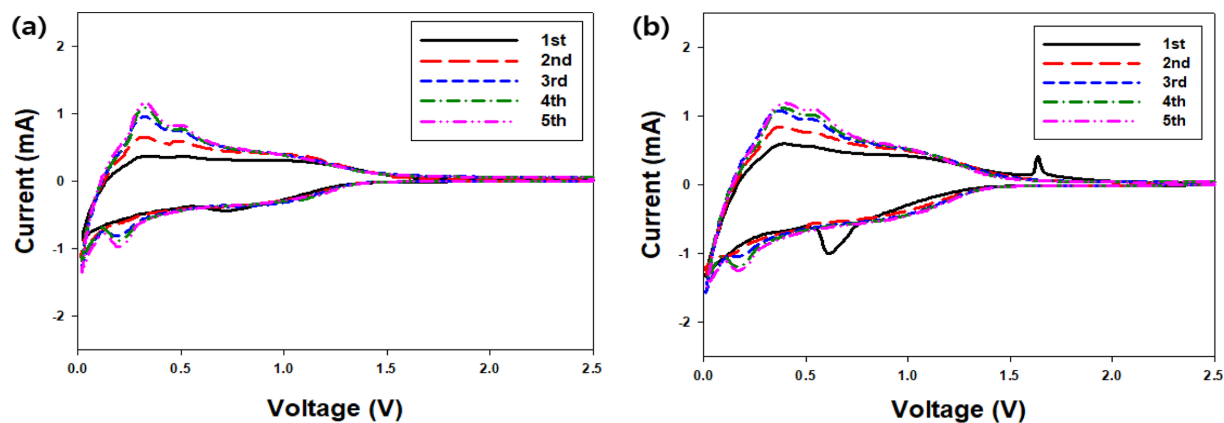 (a)
2
1
0
-1
-2
Current (mA)
1st
2nd
3rd
4th
5th
0.0 0.5 1.0 1.5 2.0 2.5
Voltage (V)
(b)
2
1
0
-1
-2
Current (mA)
1st
2nd
3rd
4th
5th
0.0 0.5 1.0 1.5 2.0 2.5
Voltage (V)